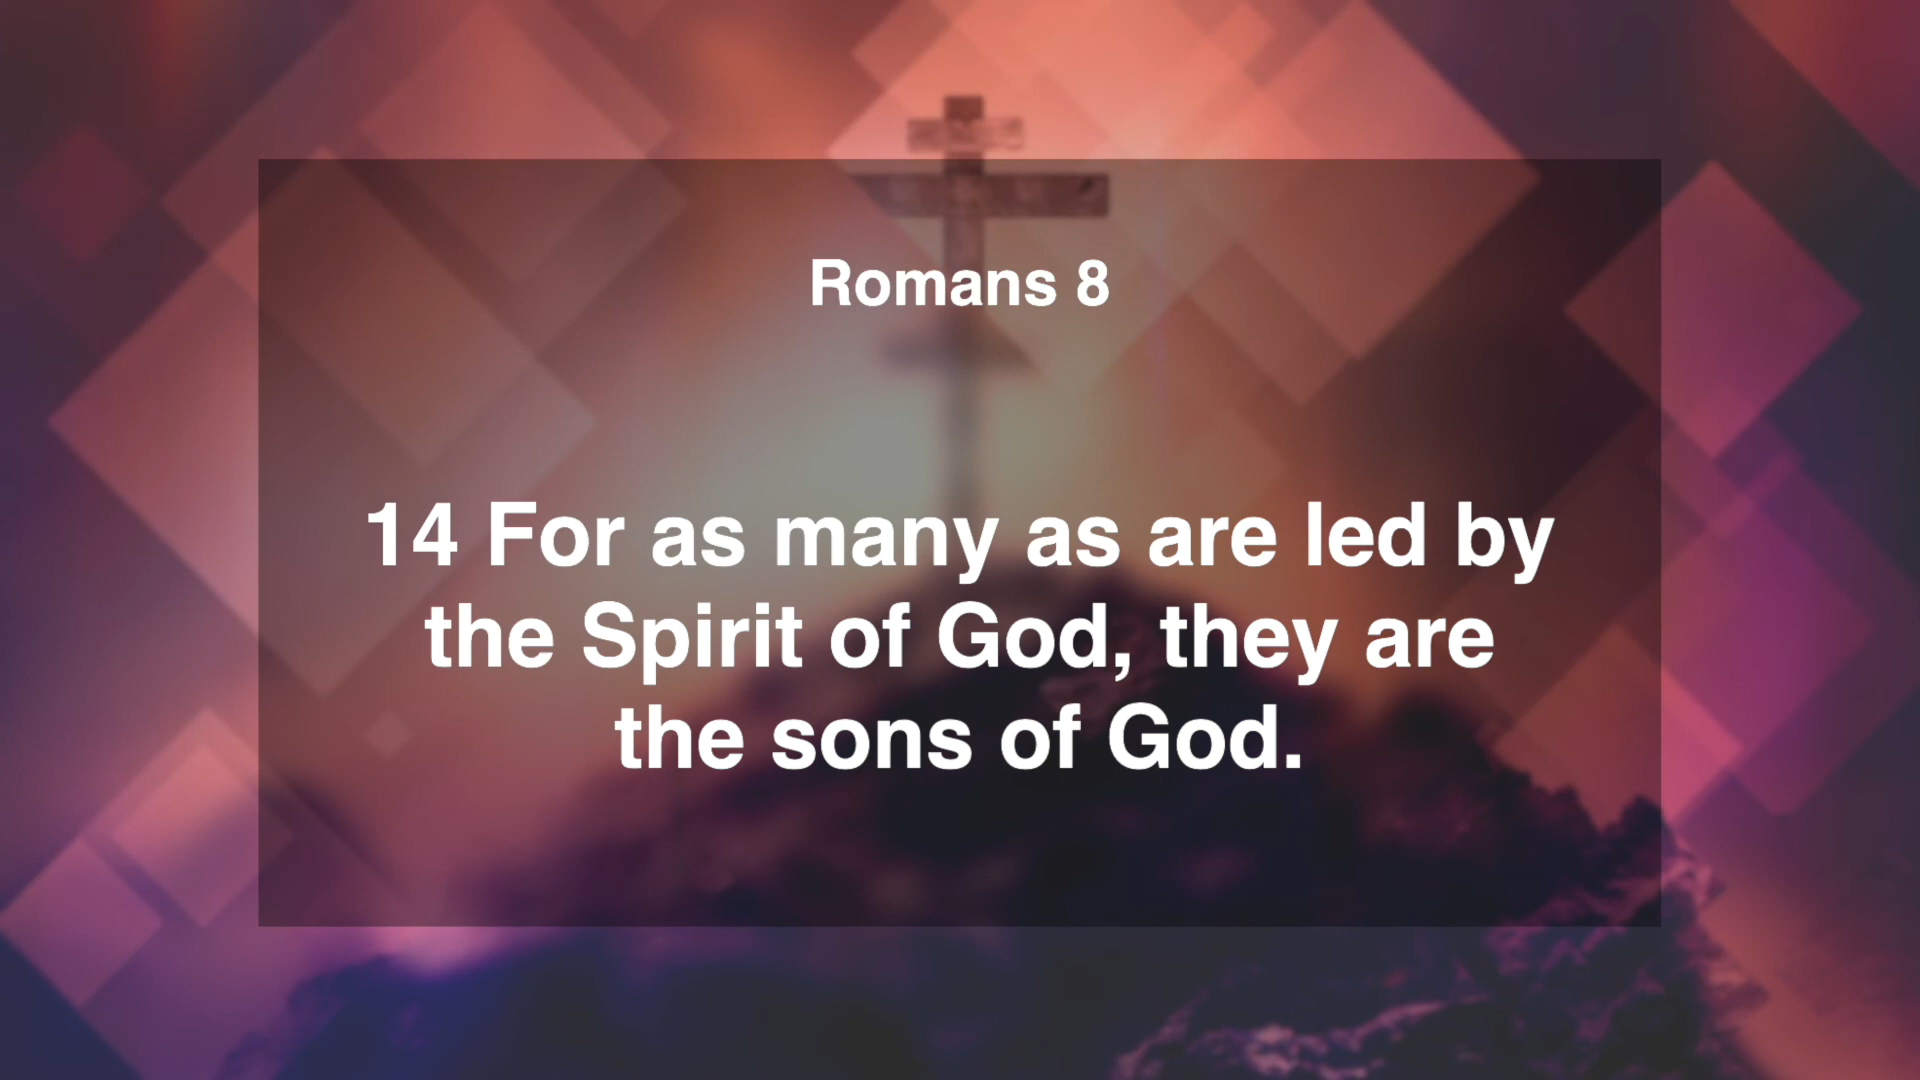 Romans 8
14 For as many as are led by
the Spirit of God, they are
the sons of God.